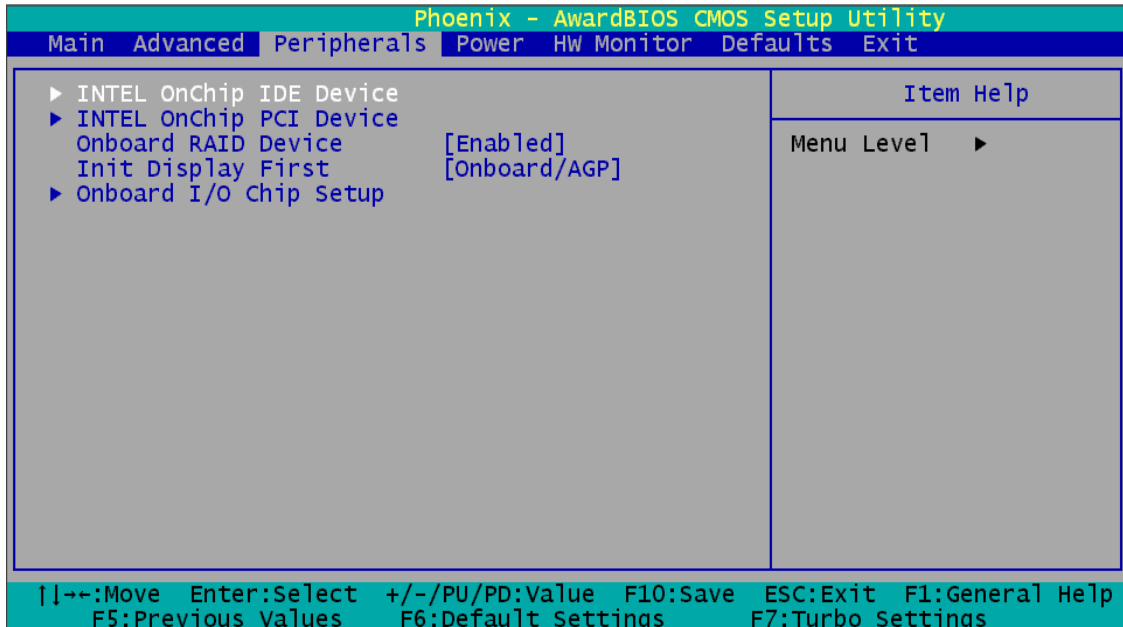 Phoenix - AwardBIOS CMOS Setup Utility
Main Advanced Peripherals Power HW Monitor Defaults Exit
▶ INTEL OnChip IDE Device
▶ INTEL OnChip PCI Device
Onboard RAID Device [Enabled]
Init Display First [Onboard/AGP]
▶ Onboard I/O Chip Setup
Item Help
Menu Level ▶
↑↓→←:Move Enter:Select +/-/PU/PD:Value F10:Save ESC:Exit F1:General Help
F5:Previous Values F6:Default Settings F7:Turbo Settings